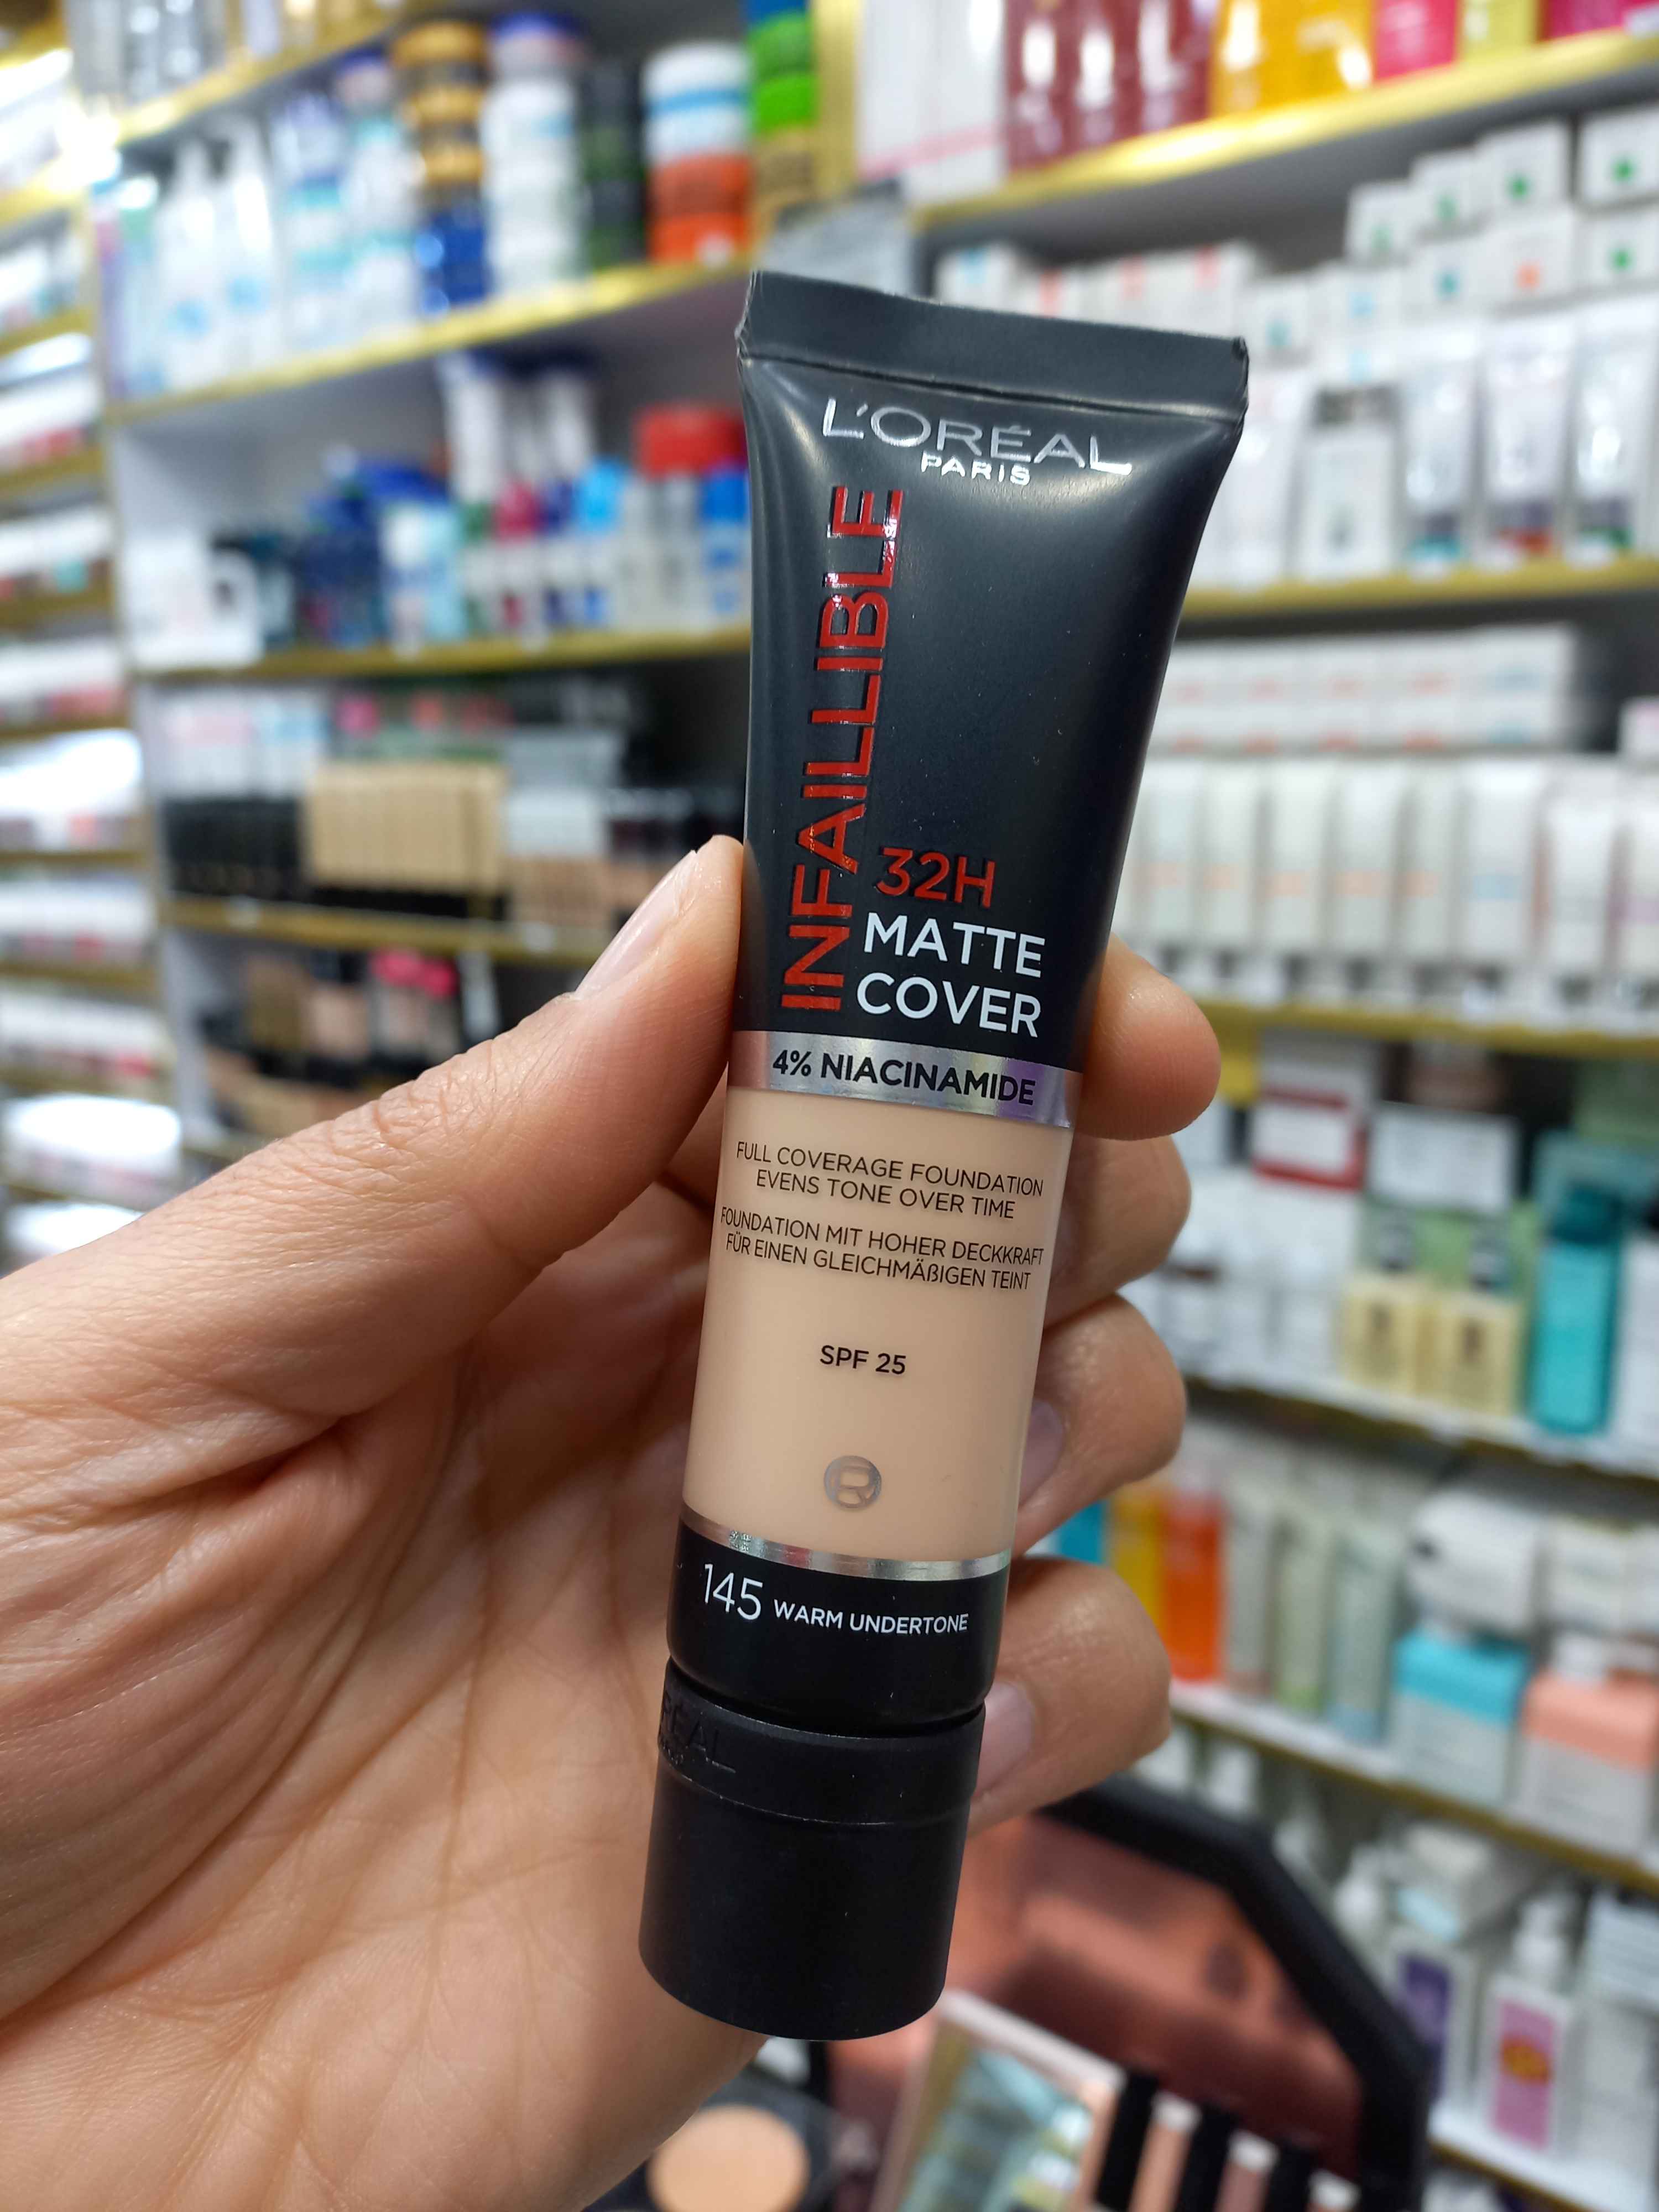 L'ORÉAL
PARIS
INFAILLIBLE
32H
MATTE
COVER
4% NIACINAMIDE
FULL COVERAGE FOUNDATION
EVENS TONE OVER TIME
FOUNDATION MIT HOHER DECKKRAFT
FÜR EINEN GLEICHMÄßIGEN TEINT
SPF 25
145 WARM UNDERTONE